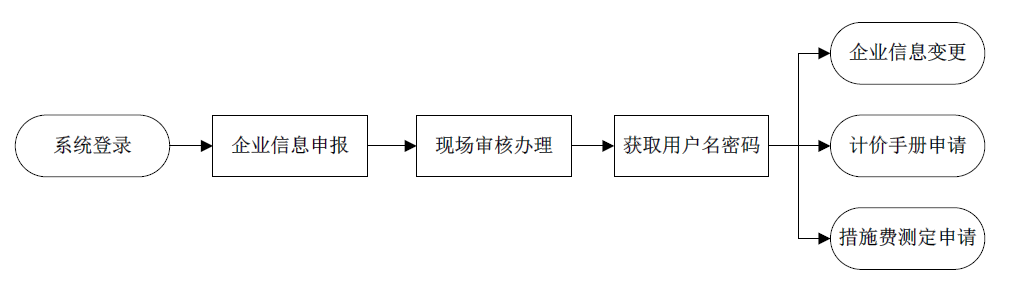 系统登录
企业信息申报
现场审核办理
获取用户名密码
企业信息变更
计价手册申请
措施费测定申请